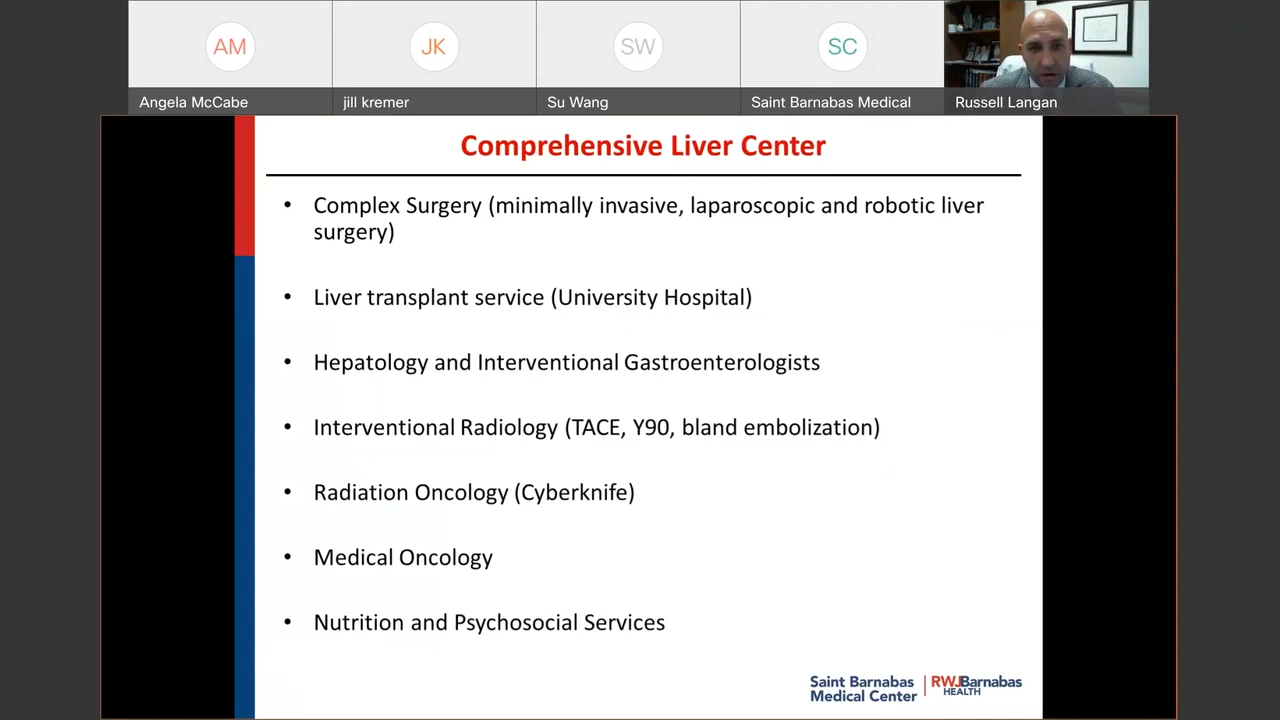 AM
JK
SW
SC
Angela McCabe
jill kremer
Su Wang
Saint Barnabas Medical
Russell Langan
Comprehensive Liver Center
• Complex Surgery (minimally invasive, laparoscopic and robotic liver
surgery)
• Liver transplant service (University Hospital)
• Hepatology and Interventional Gastroenterologists
• Interventional Radiology (TACE, Y90, bland embolization)
• Radiation Oncology (Cyberknife)
• Medical Oncology
• Nutrition and Psychosocial Services
Saint Barnabas
Medical Center
RWJBarnabas
HEALTH